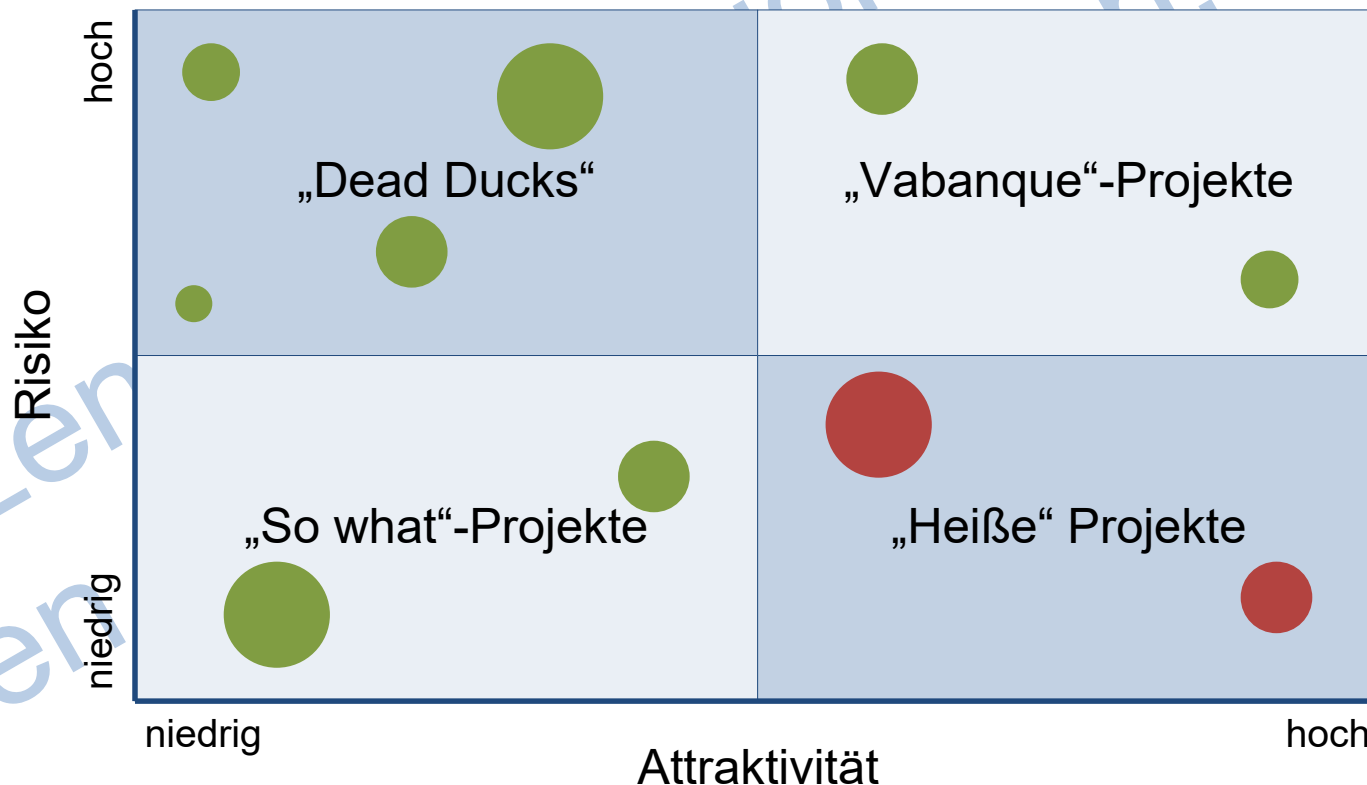 hoch
„Dead Ducks“
„Vabanque“-Projekte
Risiko
„So what“-Projekte
„Heiße“ Projekte
niedrig
niedrig
hoch
Attraktivität